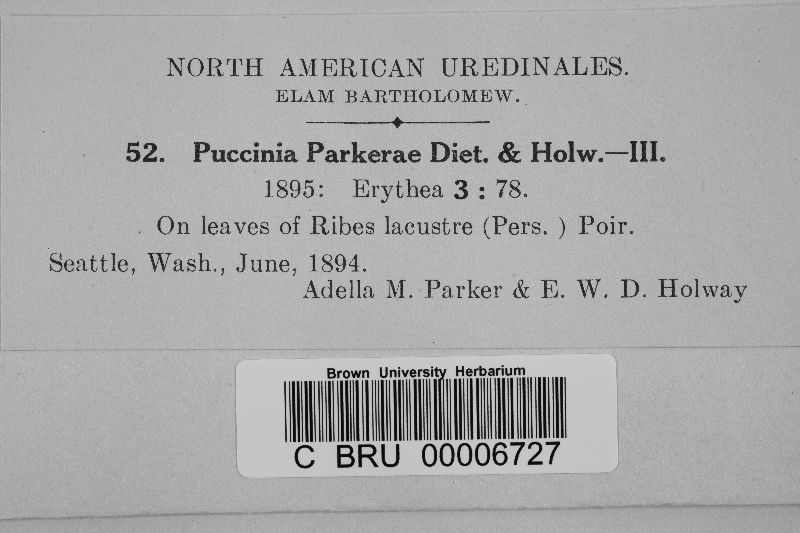 NORTH AMERICAN UREDINALES.
ELAM BARTHOLOMEW.
52. Puccinia Parkerae Diet. & Holw.—III.
1895: Erythea 3 : 78.
On leaves of Ribes lacustre (Pers. ) Poir.
Seattle, Wash., June, 1894.
Adella M. Parker & E. W. D. Holway
Brown University Herbarium
C BRU 00006727